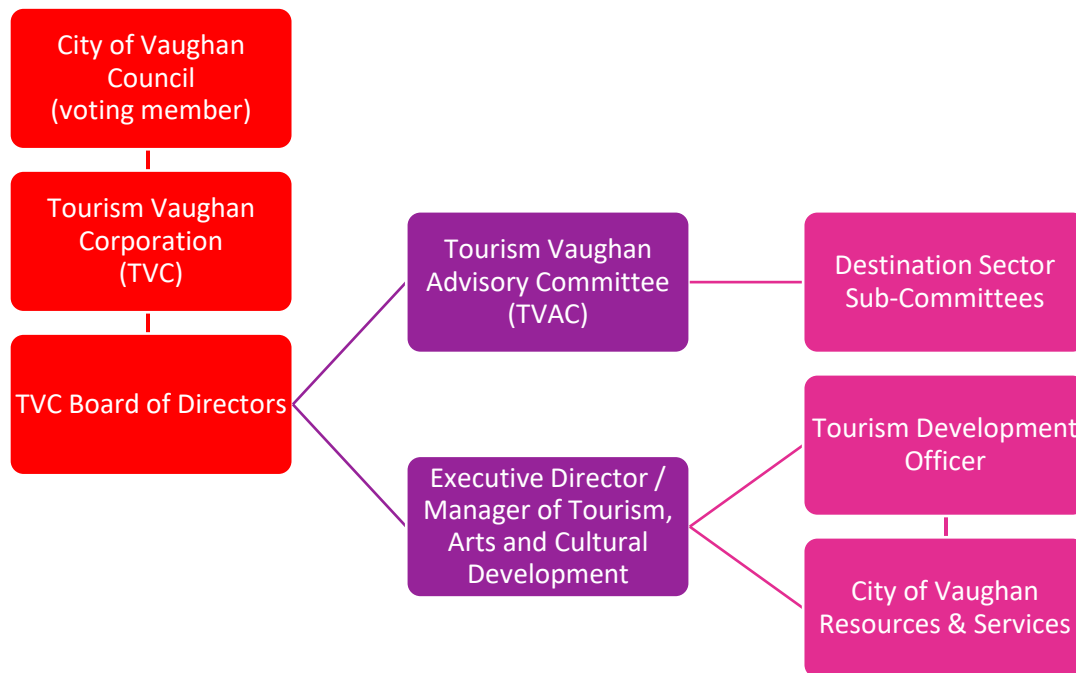 City of Vaughan
Council
(voting member)
Tourism Vaughan
Corporation
(TVC)
TVC Board of Directors
Tourism Vaughan
Advisory Committee
(TVAC)
Executive Director /
Manager of Tourism,
Arts and Cultural
Development
Destination Sector
Sub-Committees
Tourism Development
Officer
City of Vaughan
Resources & Services